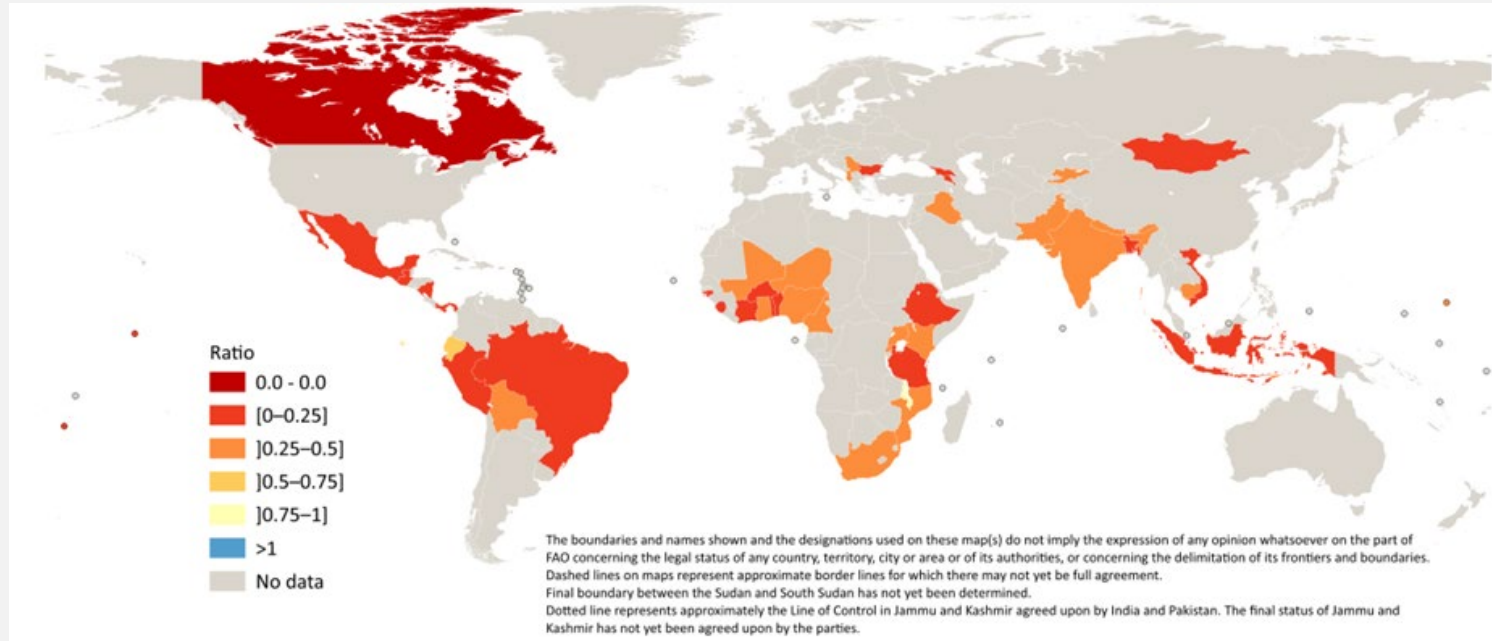 Ratio
0.0 - 0.0
[0–0.25]
]0.25–0.5]
]0.5–0.75]
]0.75–1]
>1
No data
The boundaries and names shown and the designations used on these map(s) do not imply the expression of any opinion whatsoever on the part of
FAO concerning the legal status of any country, territory, city or area or of its authorities, or concerning the delimitation of its frontiers and boundaries.
Dashed lines on maps represent approximate border lines for which there may not yet be full agreement.
Final boundary between the Sudan and South Sudan has not yet been determined.
Dotted line represents approximately the Line of Control in Jammu and Kashmir agreed upon by India and Pakistan. The final status of Jammu and
Kashmir has not yet been agreed upon by the parties.